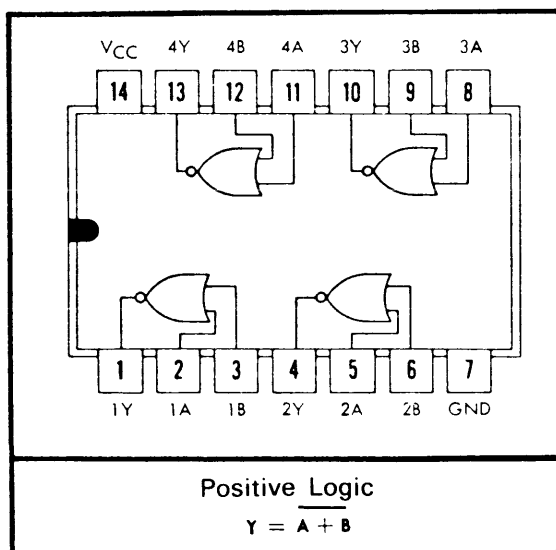 VCC 4Y 4B 4A 3Y 3B 3A
14 13 12 11 10 9 8
1 2 3 4 5 6 7
1Y 1A 1B 2Y 2A 2B GND
Positive Logic
Y = A + B